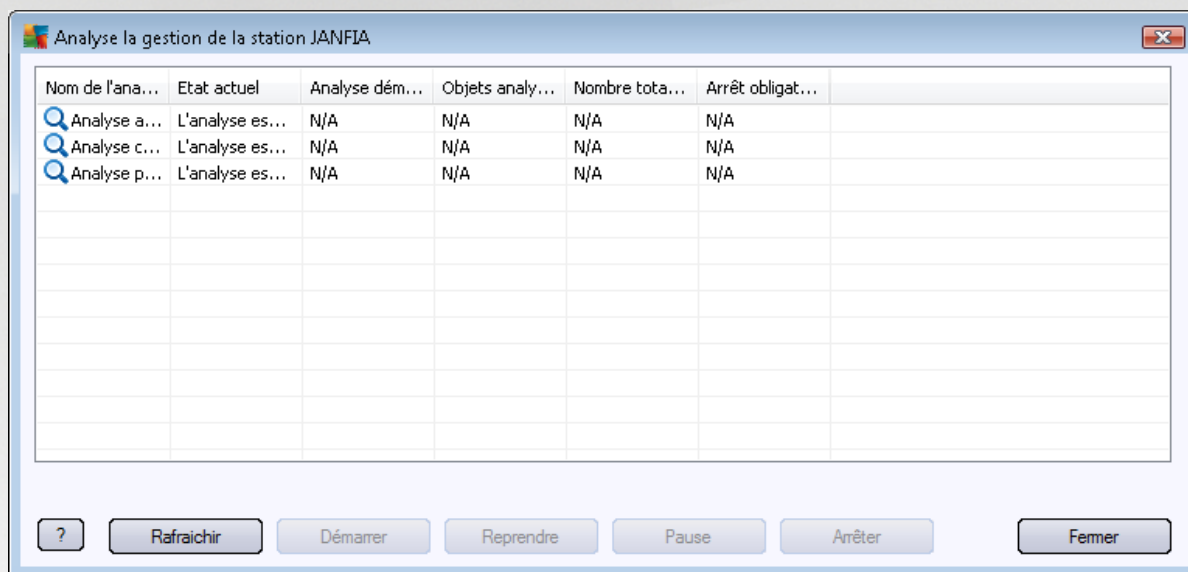 Analyse la gestion de la station JANFIA
Nom de l'ana... Etat actuel Analyse dém... Objets analy... Nombre tota... Arrêt obligat...
Analyse a... L'analyse es... N/A N/A N/A N/A
Analyse c... L'analyse es... N/A N/A N/A N/A
Analyse p... L'analyse es... N/A N/A N/A N/A
? Rafraichir Démarrer Reprendre Pause Arrêter Fermer